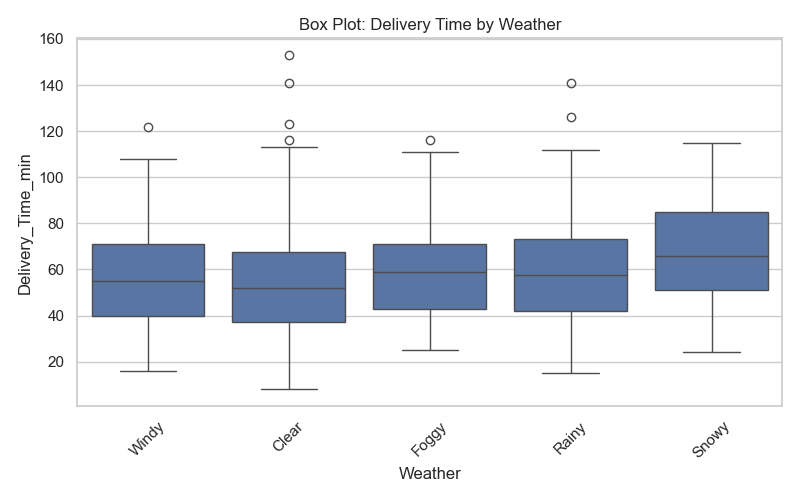 Box Plot: Delivery Time by Weather
Delivery_Time_min
160
140
120
100
80
60
40
20
Windy
Clear
Foggy
Rainy
Snowy
Weather